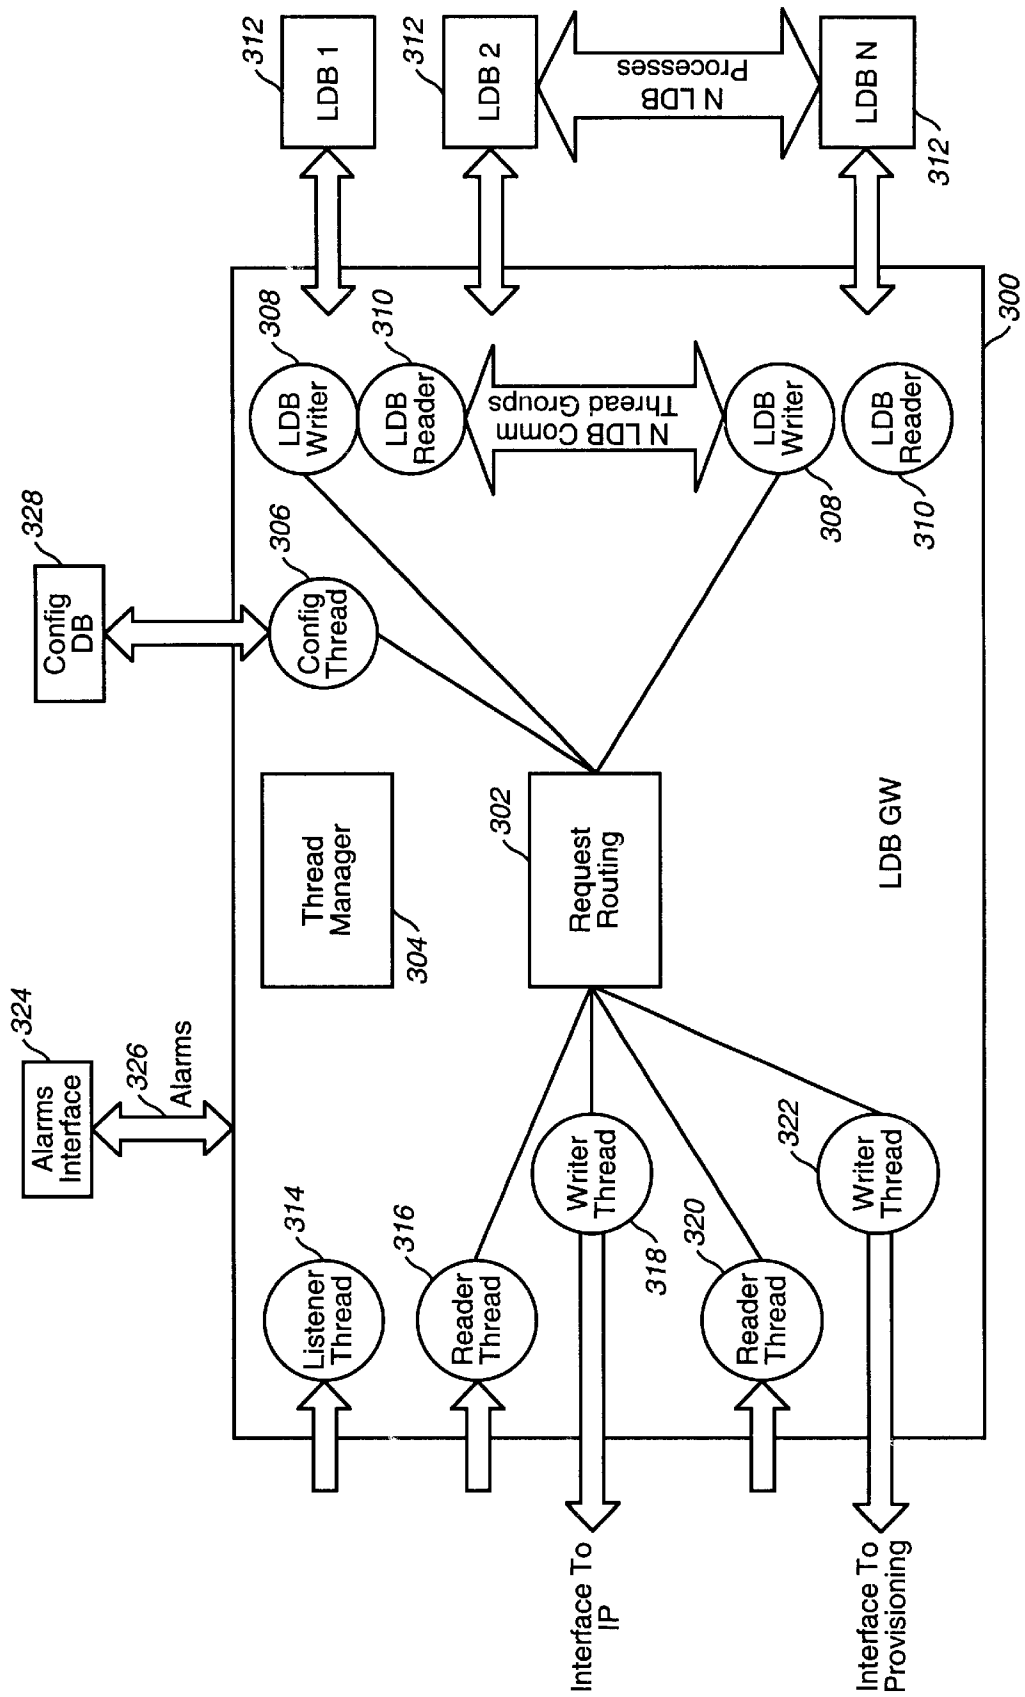 324
Alarms
Interface
326
Alarms
328
Config
DB
312
LDB 1
312
LDB 2
N LDB
Processes
LDB N
312
314
Listener
Thread
316
Reader
Thread
Writer
Thread
318
320
Reader
Thread
322
Writer
Thread
Thread
Manager
304
302
Request
Routing
LDB GW
306
Config
Thread
308
LDB
Writer
310
LDB
Reader
N LDB Comm
Thread Groups
LDB
Writer
308
LDB
Reader
310
300
Interface To
IP
Interface To
Provisioning